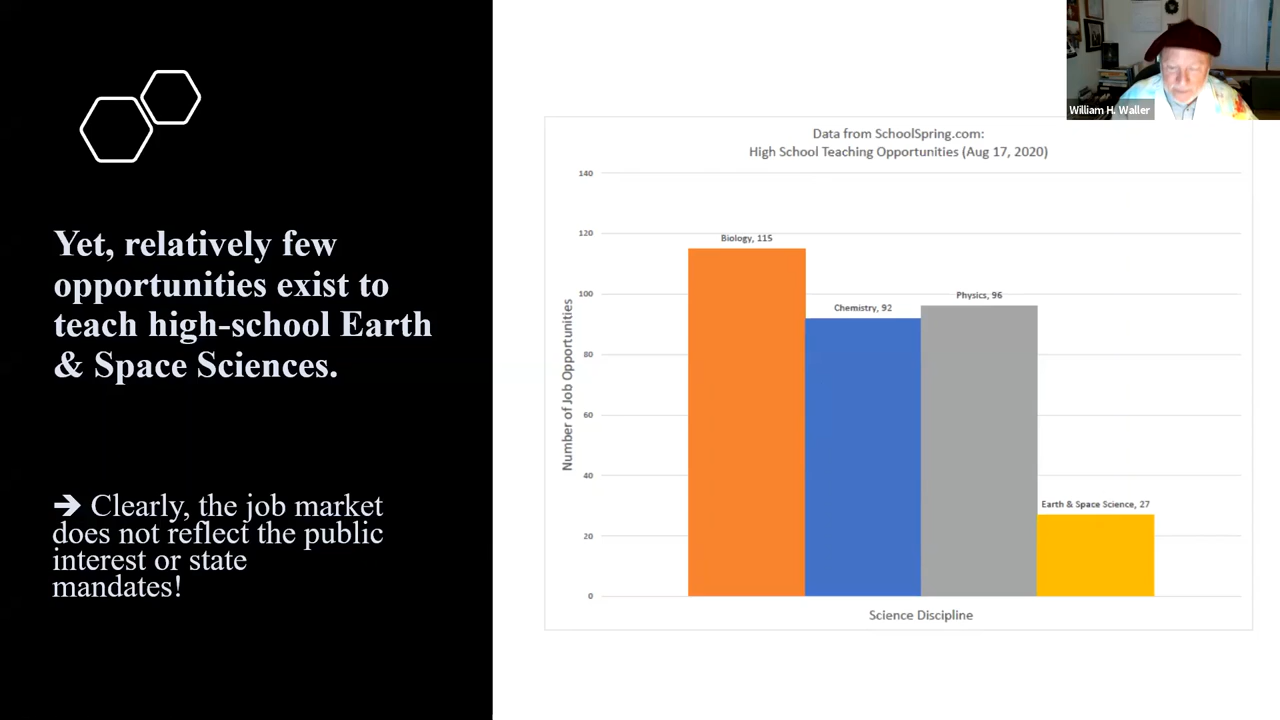 Yet, relatively few
opportunities exist to
teach high-school Earth
& Space Sciences.
➔ Clearly, the job market
does not reflect the public
interest or state
mandates!
William H. Waller
Data from SchoolSpring.com:
High School Teaching Opportunities (Aug 17, 2020)
Number of Job Opportunities
140
120
100
80
60
40
20
0
Biology, 115
Chemistry, 92
Physics, 96
Earth & Space Science, 27
Science Discipline